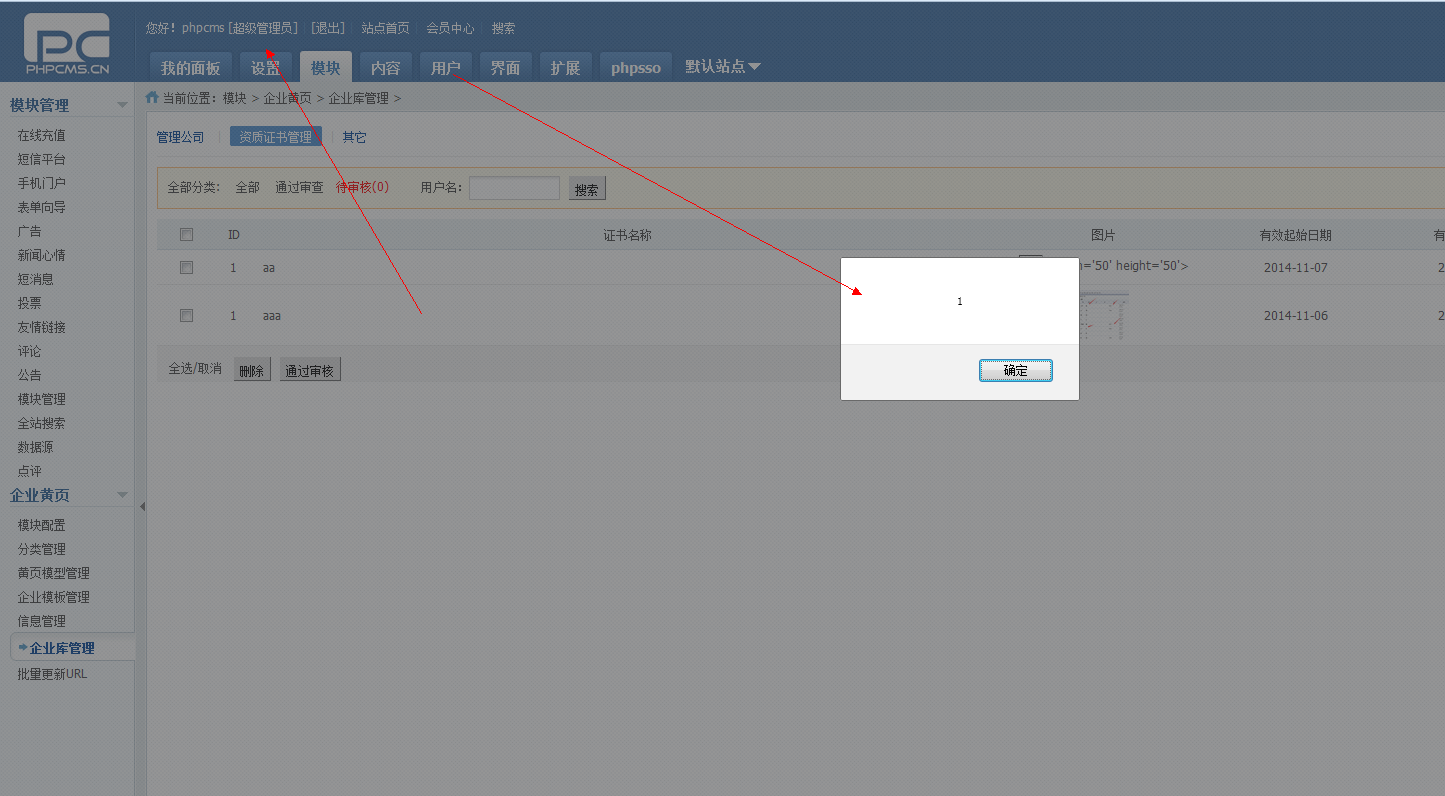 PHPCMS.CN
您好！phpcms [超级管理员] [退出] 站点首页 会员中心 搜索
我的面板 设置 模块 内容 用户 界面 扩展 phpsso 默认站点
当前位置：模块 > 企业黄页 > 企业库管理 >
模块管理
在线充值
短信平台
手机门户
表单向导
广告
新闻心情
短消息
投票
友情链接
评论
公告
模块管理
全站搜索
数据源
点评
企业黄页
模块配置
分类管理
黄页模型管理
企业模板管理
信息管理
企业库管理
批量更新URL
管理公司 资质证书管理 其它
全部分类： 全部 通过审查 待审核(0) 用户名： 搜索
ID 证书名称 图片 有效起始日期 有
1 aa ='50' height='50'> 2014-11-07 2
1 aaa 2014-11-06 2
全选/取消 删除 通过审核
1
确定